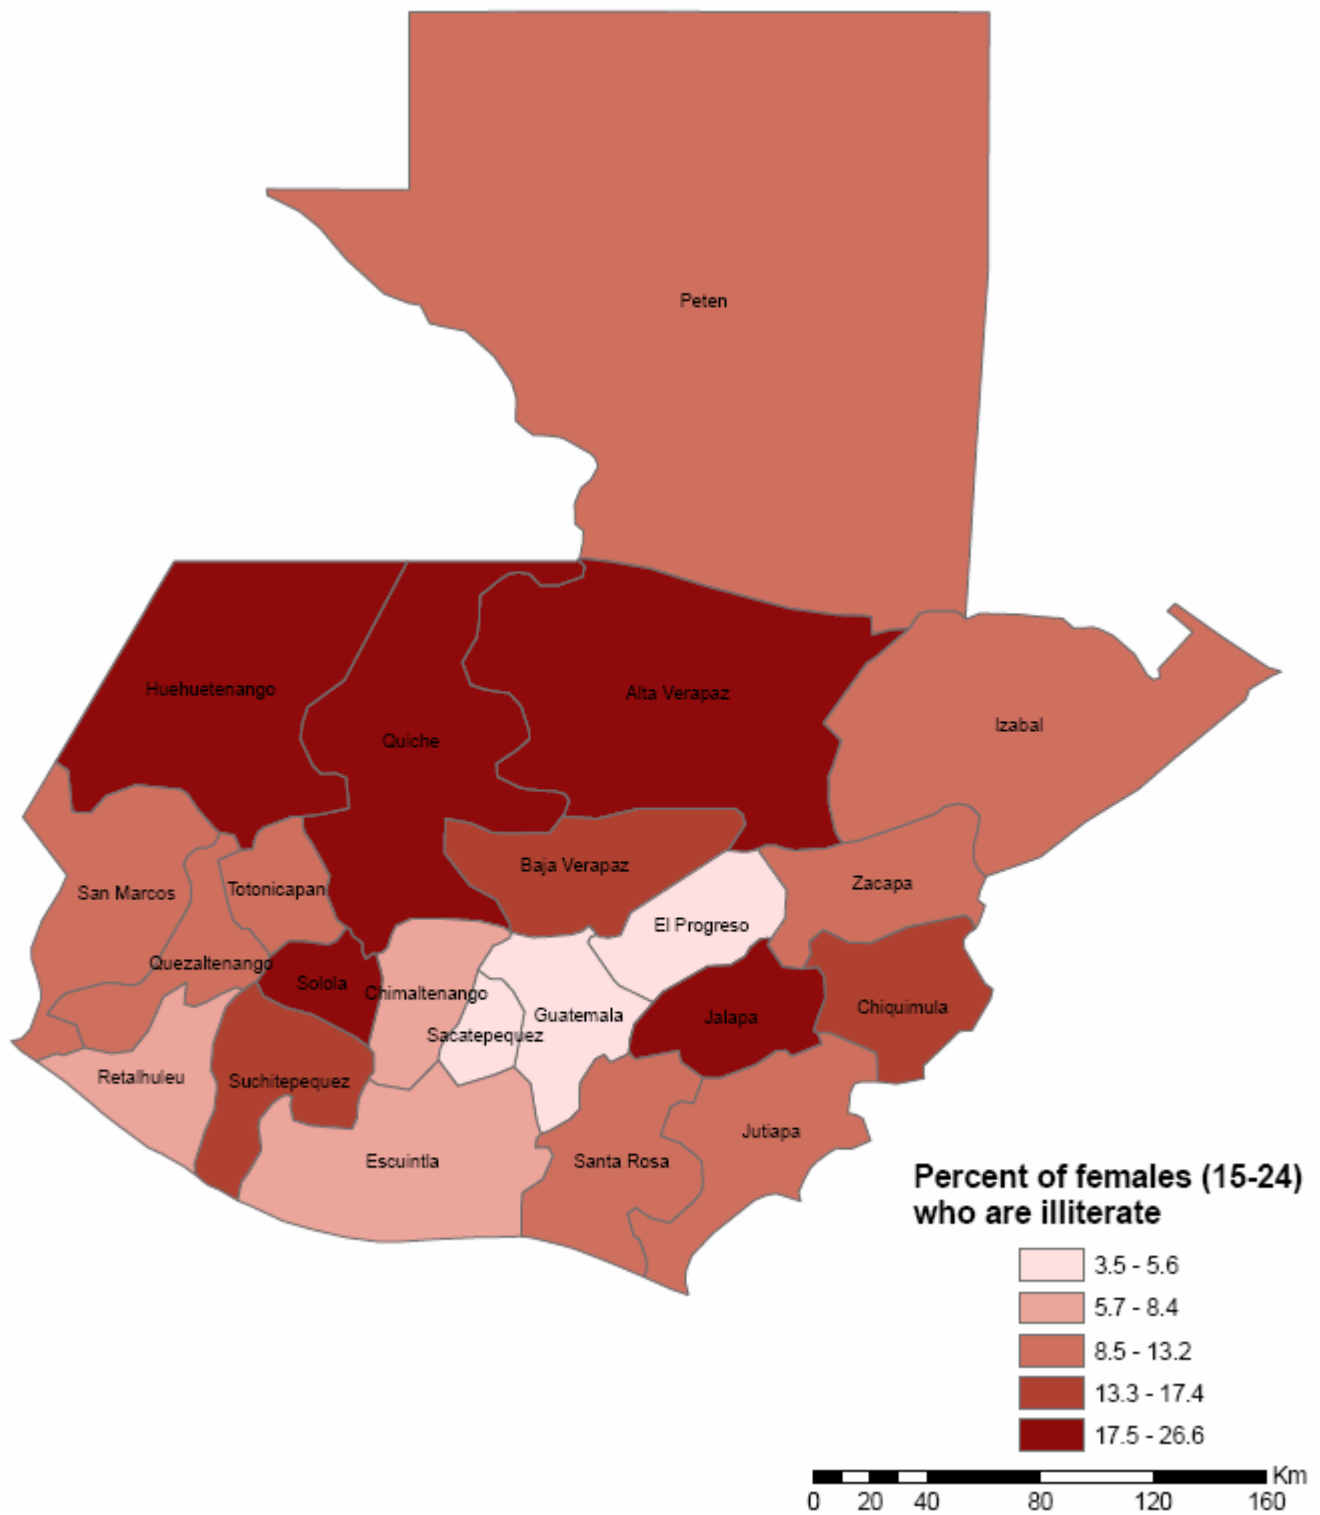 Peten
Huehuetenango
Alta Verapaz
Izabal
Quiche
Baja Verapaz
Zacapa
San Marcos
Totonicapan
El Progreso
Quezaltenango
Solola
Chimaltenango
Chiquimula
Guatemala
Jalapa
Sacatepequez
Retalhuleu
Suchitepequez
Jutiapa
Escuintla
Santa Rosa
Percent of females (15-24)
who are illiterate
3.5 - 5.6
5.7 - 8.4
8.5 - 13.2
13.3 - 17.4
17.5 - 26.6
Km
0 20 40 80 120 160